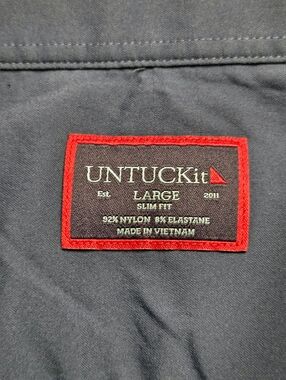 UNTUCKit
Est. LARGE 2011
SLIM FIT
92% NYLON 8% ELASTANE
MADE IN VIETNAM